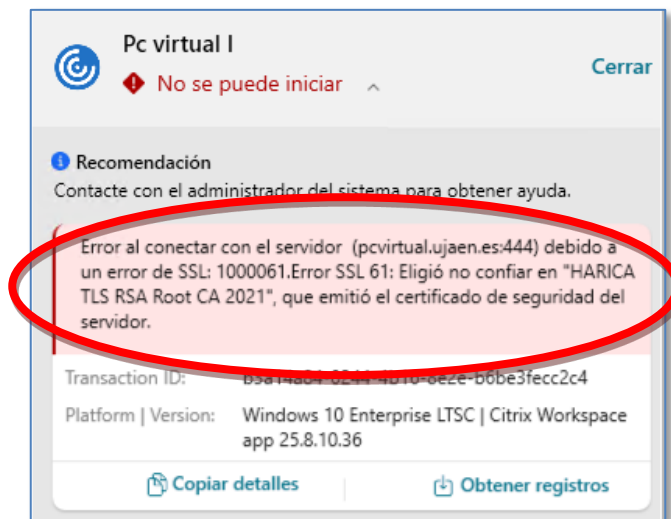 Pc virtual I
No se puede iniciar
Cerrar
Recomendación
Contacte con el administrador del sistema para obtener ayuda.
Error al conectar con el servidor (pcvirtual.ujaen.es:444) debido a
un error de SSL: 1000061.Error SSL 61: Eligió no confiar en "HARICA
TLS RSA Root CA 2021", que emitió el certificado de seguridad del
servidor.
Transaction ID:
Platform | Version: Windows 10 Enterprise LTSC | Citrix Workspace
app 25.8.10.36
Copiar detalles
Obtener registros